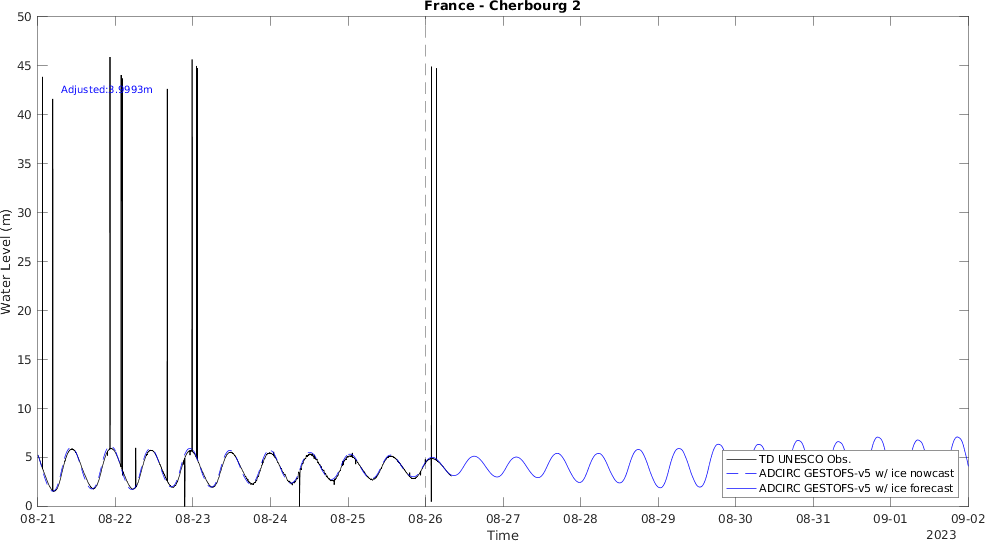 France - Cherbourg 2
50
45
40
35
30
25
20
15
10
5
0
Water Level (m)
Adjusted:3.9993m
TD UNESCO Obs.
ADCIRC GESTOFS-v5 w/ ice nowcast
ADCIRC GESTOFS-v5 w/ ice forecast
08-21 08-22 08-23 08-24 08-25 08-26 08-27 08-28 08-29 08-30 08-31 09-01 09-02
Time
2023